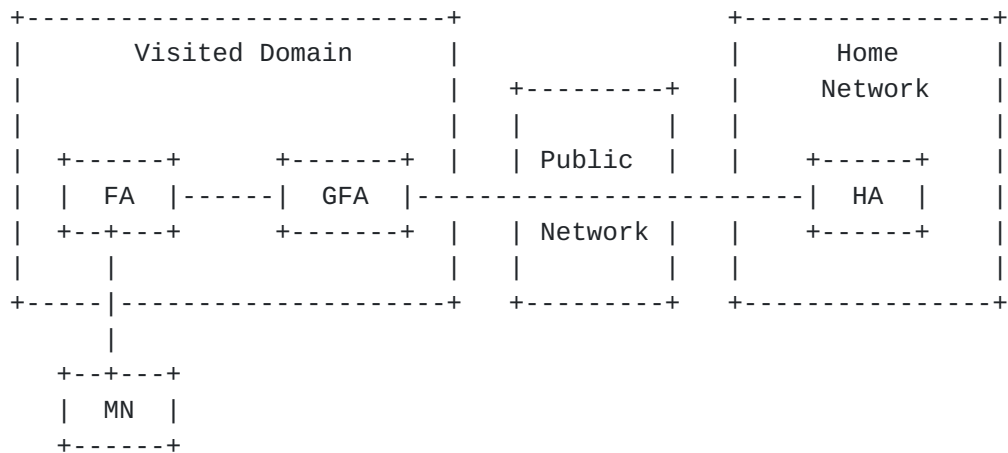 Visited Domain Home
Network
Public
FA GFA HA
Network
MN